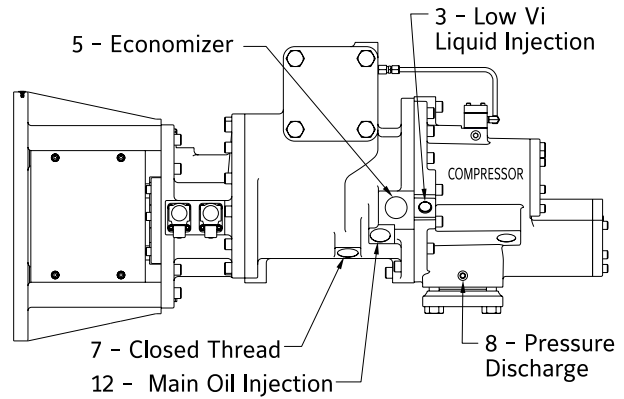 3 - Low Vi
Liquid Injection
5 - Economizer
COMPRESSOR
7 - Closed Thread
12 - Main Oil Injection
8 - Pressure
Discharge